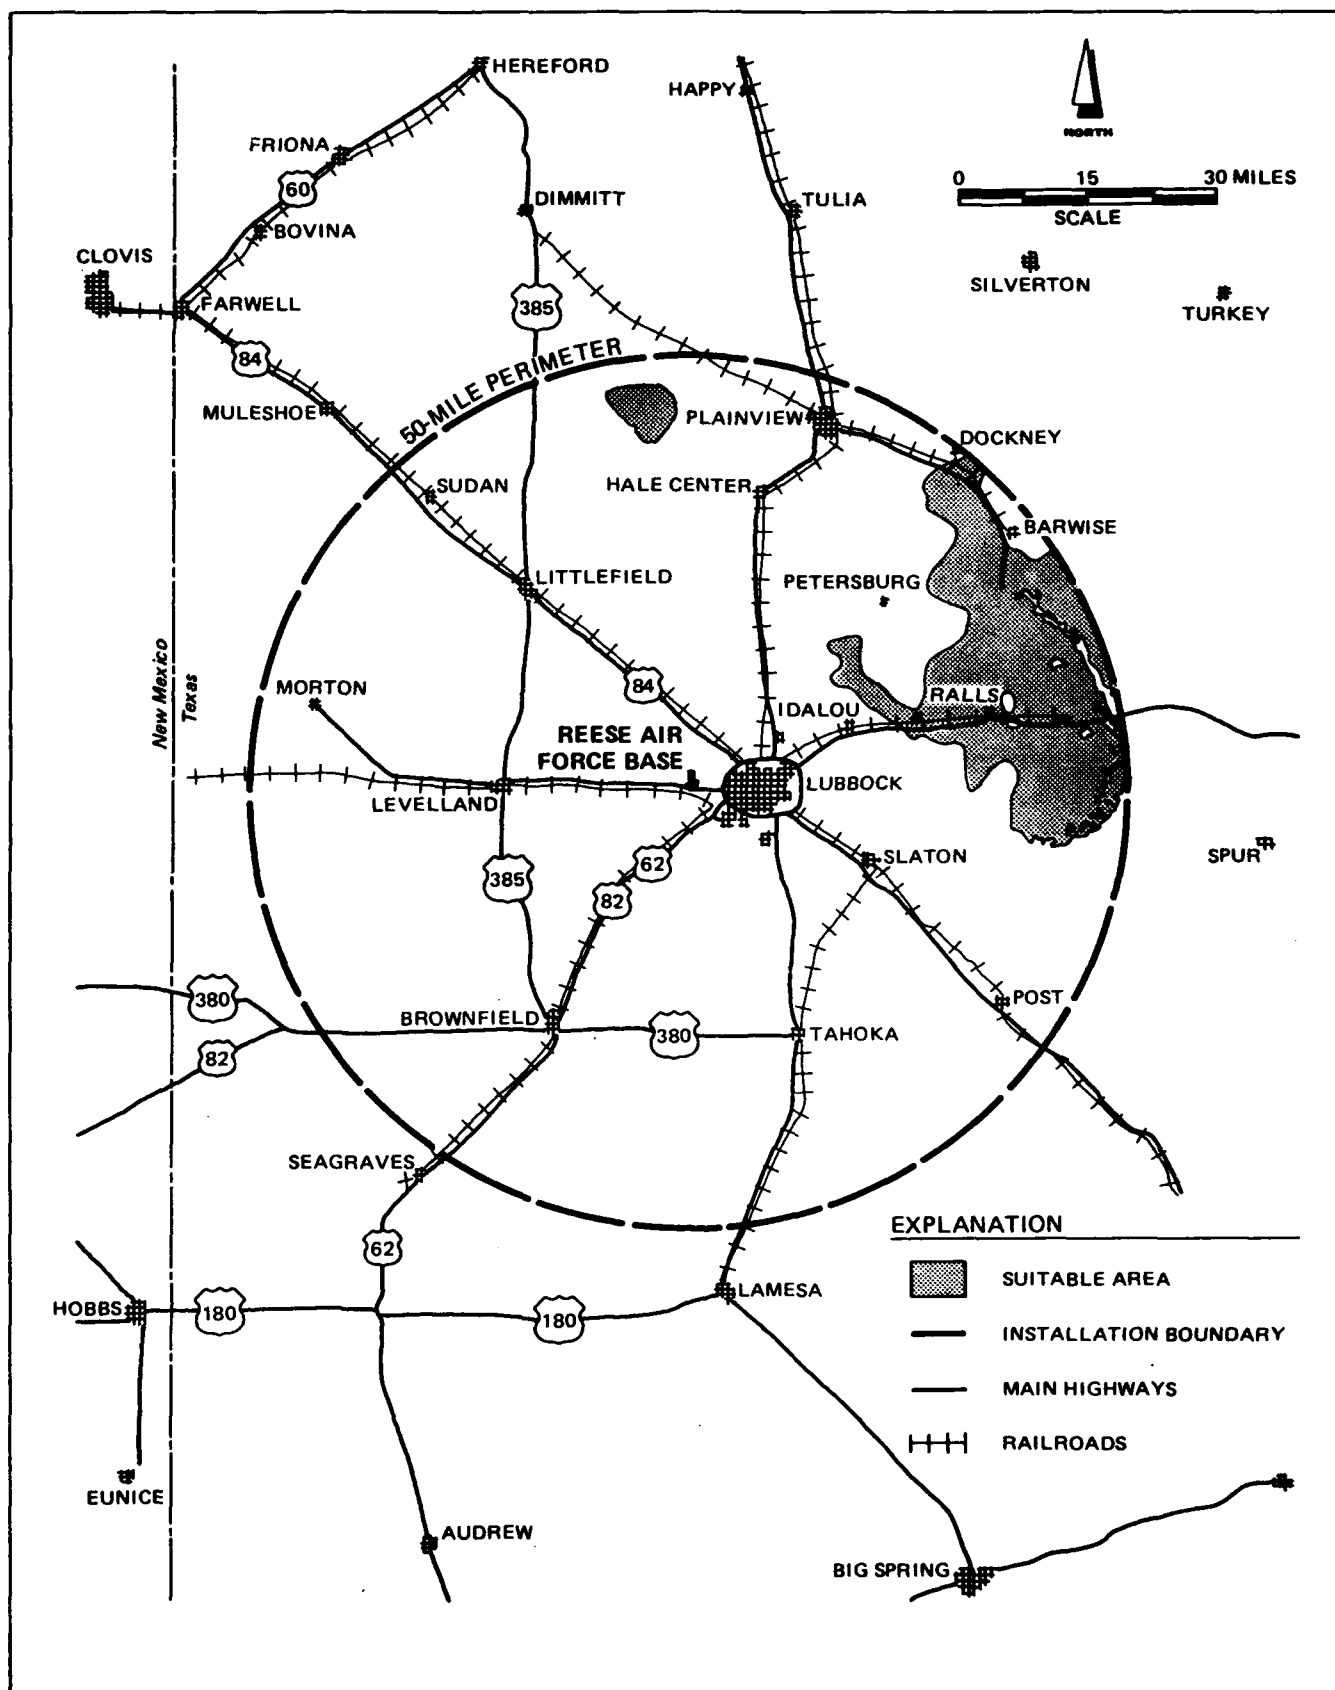 HEREFORD
HAPPY
NORTH
FRIONA
60
0 15 30 MILES
SCALE
DIMMITT
TULIA
BOVINA
CLOVIS
SILVERTON
FARWELL
385
TURKEY
84
50-MILE PERIMETER
MULESHOE
PLAINVIEW
DOCKNEY
SUDAN
HALE CENTER
BARWISE
LITTLEFIELD
PETERSBURG
New Mexico
Texas
MORTON
84
RALLS
IDALOU
REESE AIR
FORCE BASE
LUBBOCK
LEVELLAND
62
SLATON
SPUR
385
82
380
POST
BROWNFIELD
380
TAHOKA
82
SEAGRAVES
EXPLANATION
62
SUITABLE AREA
LAMESA
HOBBS
180
180
INSTALLATION BOUNDARY
MAIN HIGHWAYS
RAILROADS
EUNICE
AUDREW
BIG SPRING